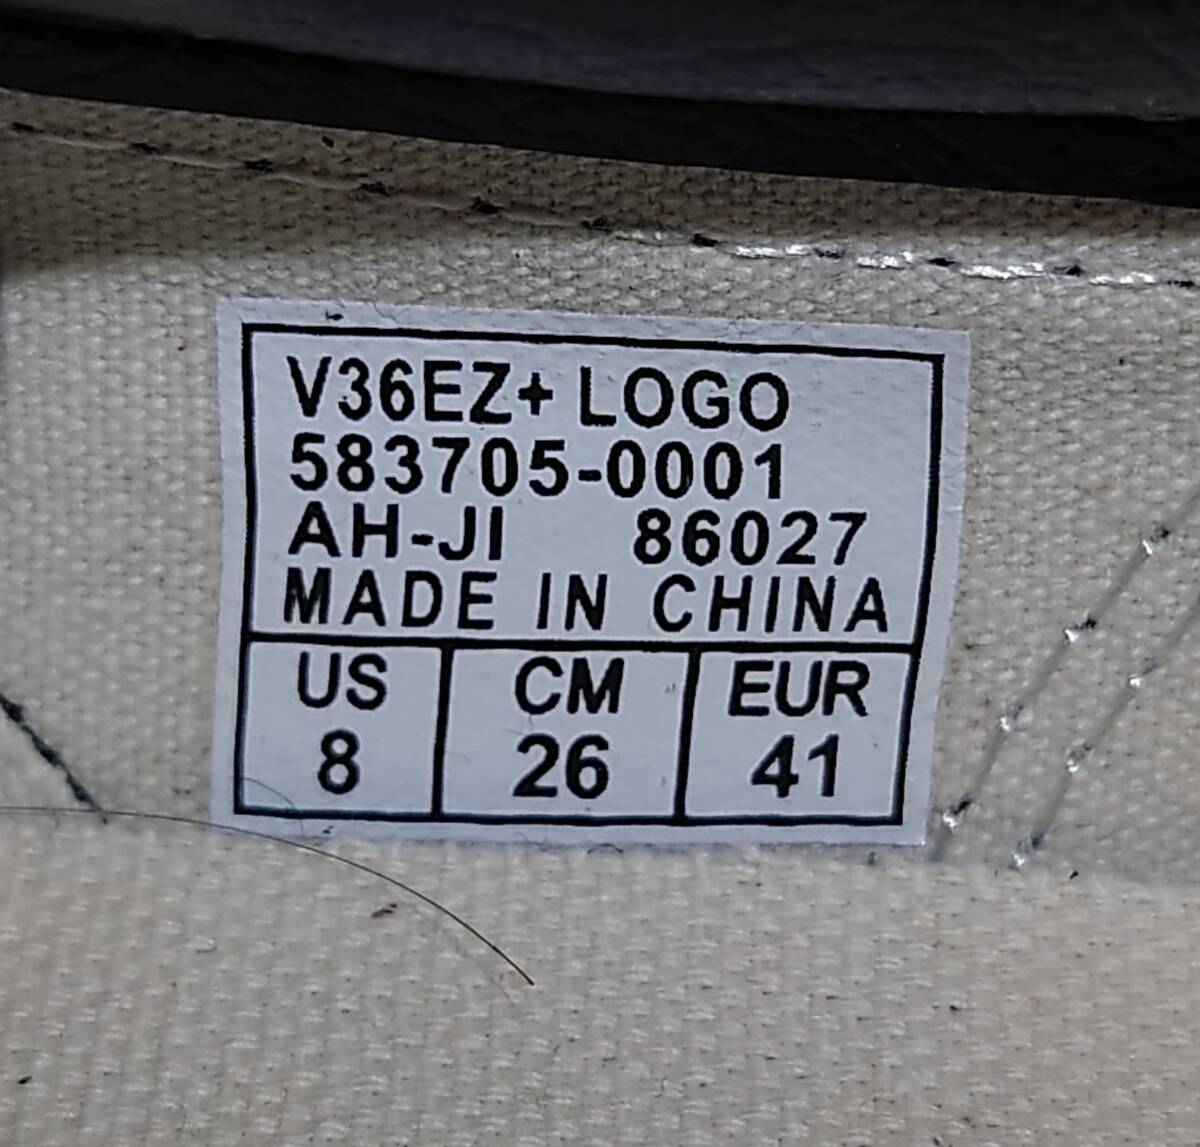 V36EZ+ LOGO
583705-0001
AH-JI 86027
MADE IN CHINA
US CM EUR
8 26 41